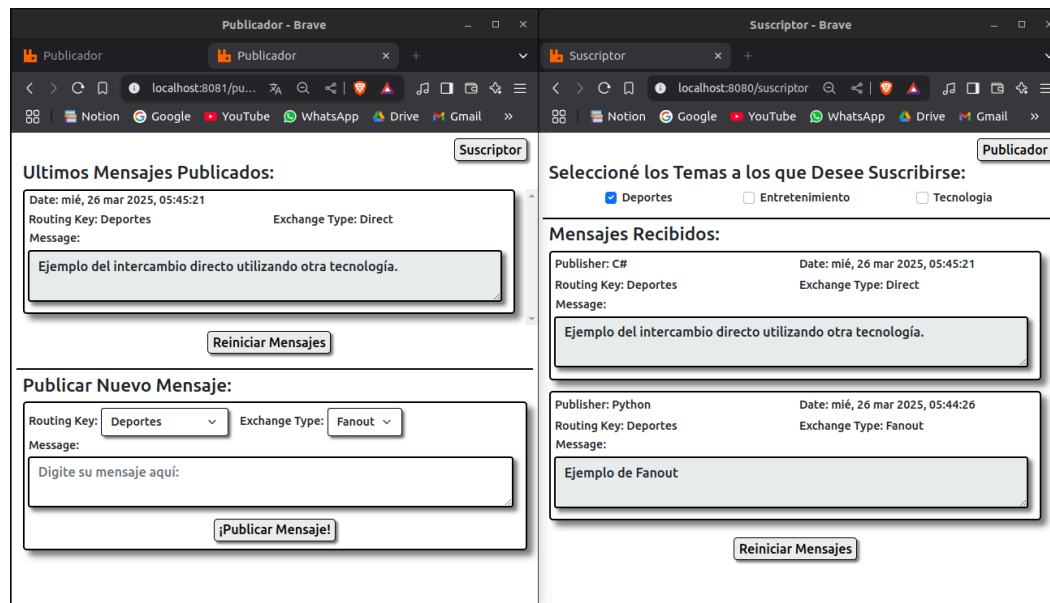 Publicador - Brave
Publicador
Publicador
localhost:8081/pu...
Notion Google YouTube WhatsApp Drive Gmail »
Suscriptor
Ultimos Mensajes Publicados:
Date: mié, 26 mar 2025, 05:45:21
Routing Key: Deportes Exchange Type: Direct
Message:
Ejemplo del intercambio directo utilizando otra tecnología.
Reiniciar Mensajes
Publicar Nuevo Mensaje:
Routing Key: Deportes Exchange Type: Fanout
Message:
Digite su mensaje aquí:
¡Publicar Mensaje!
Suscriptor - Brave
Suscriptor
localhost:8080/suscriptor
Notion Google YouTube WhatsApp Drive Gmail »
Publicador
Seleccioné los Temas a los que Desee Suscribirse:
Deportes Entretenimiento Tecnologia
Mensajes Recibidos:
Publisher: C# Date: mié, 26 mar 2025, 05:45:21
Routing Key: Deportes Exchange Type: Direct
Message:
Ejemplo del intercambio directo utilizando otra tecnología.
Publisher: Python Date: mié, 26 mar 2025, 05:44:26
Routing Key: Deportes Exchange Type: Fanout
Message:
Ejemplo de Fanout
Reiniciar Mensajes